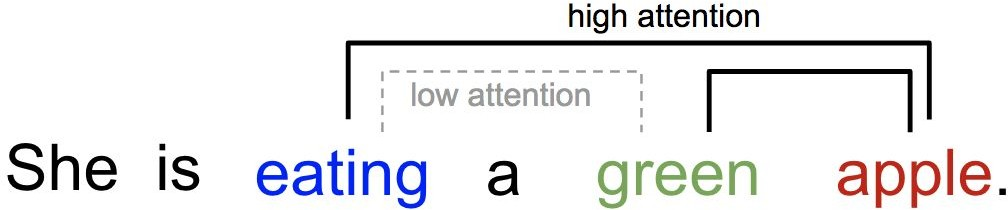 high attention
low attention
She is eating a green apple.